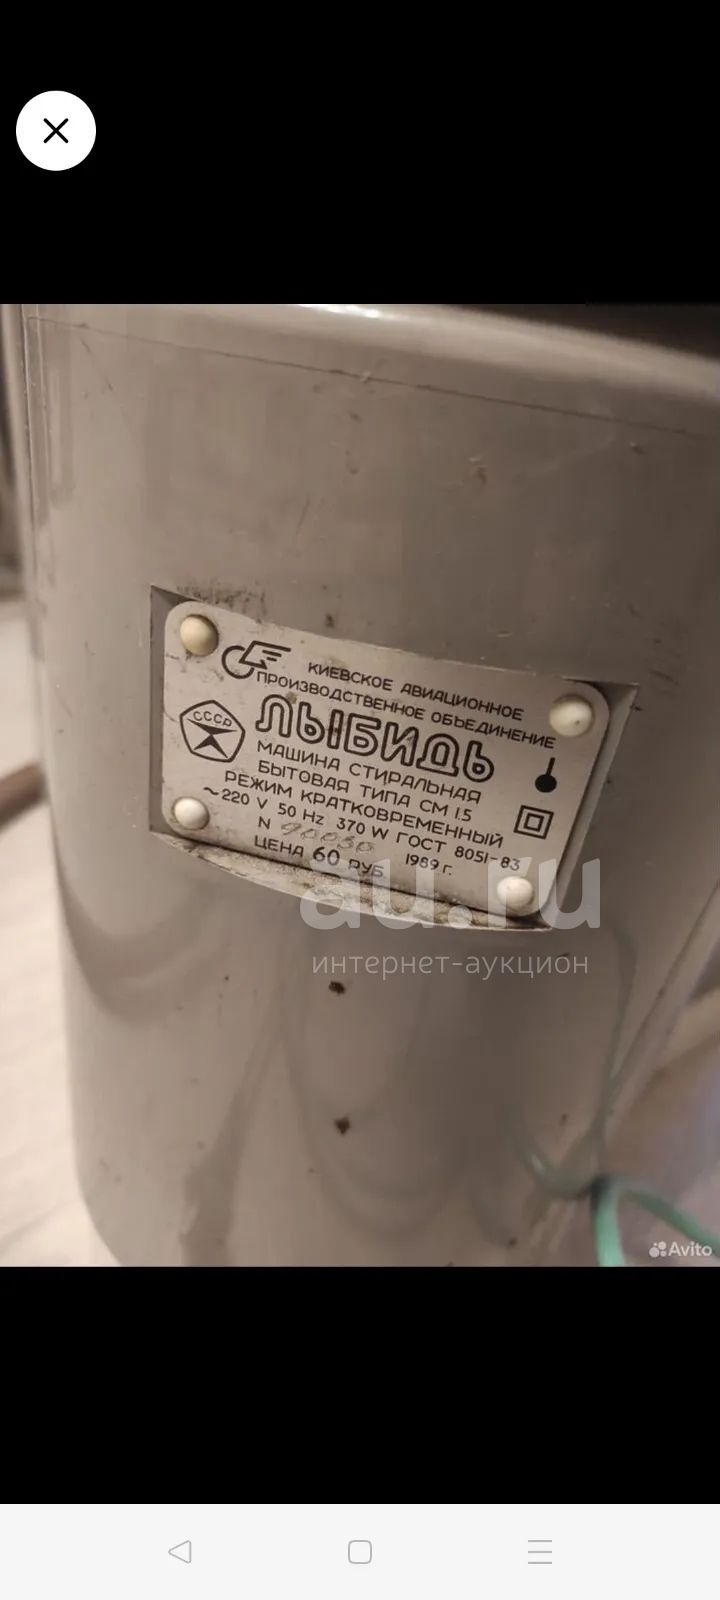 КИЕВСКОЕ АВИАЦИОННОЕ
ПРОИЗВОДСТВЕННОЕ ОБЪЕДИНЕНИЕ
СССР
ЛЫБИДЬ
МАШИНА СТИРАЛЬНАЯ
БЫТОВАЯ ТИПА СМ 1.5
РЕЖИМ КРАТКОВРЕМЕННЫЙ
~220 V 50 Hz 370 W ГОСТ 8051-83
N 90030 1989 г.
ЦЕНА 60 РУБ
au.ru
интернет-аукцион
Avito